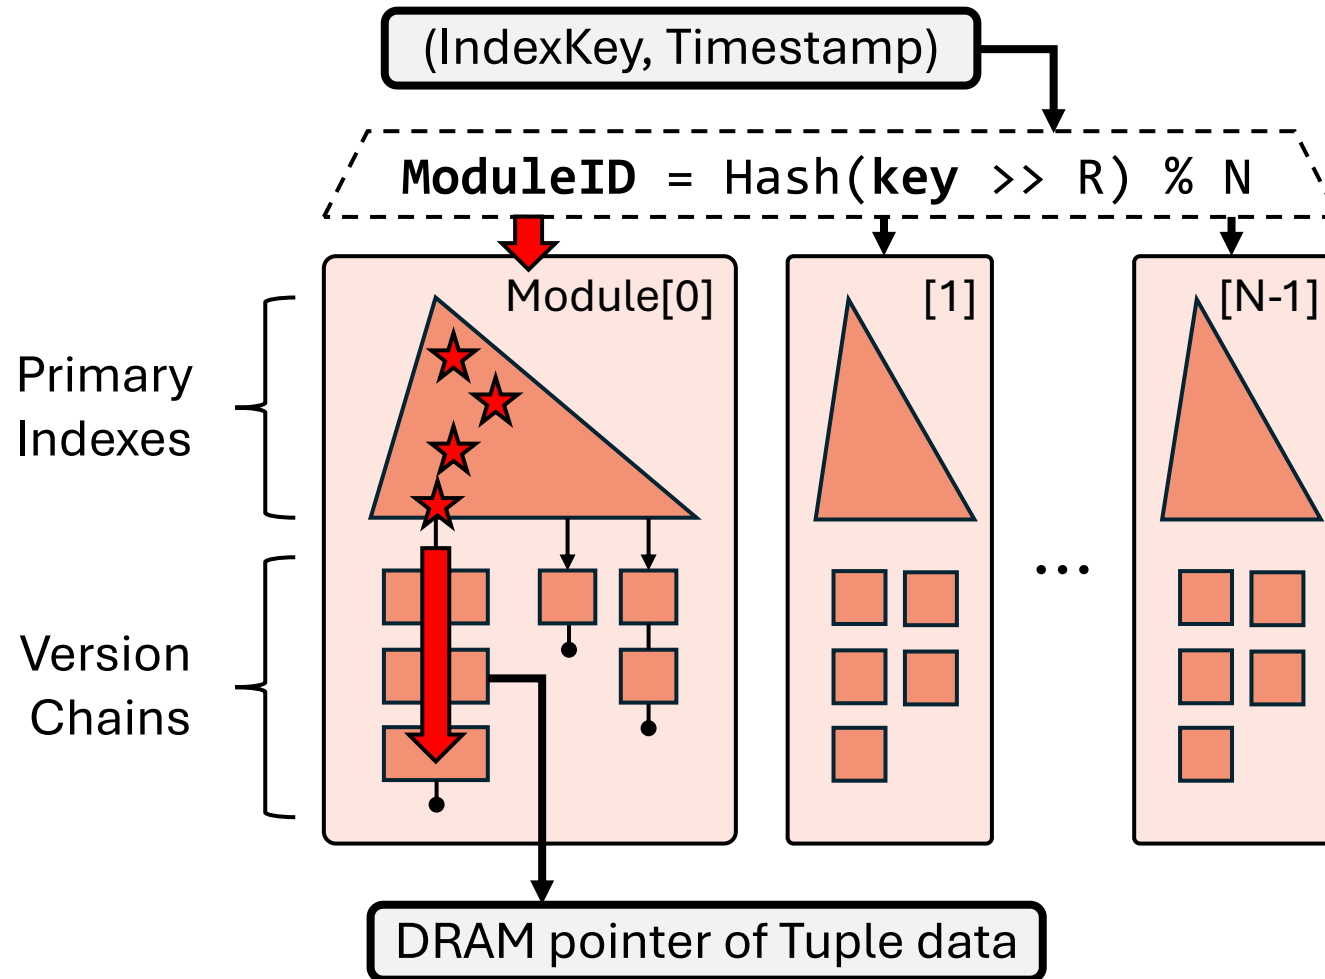 (IndexKey, Timestamp)
ModuleID = Hash(key >> R) % N
Module[0]
[1]
[N-1]
Primary
Indexes
...
Version
Chains
DRAM pointer of Tuple data